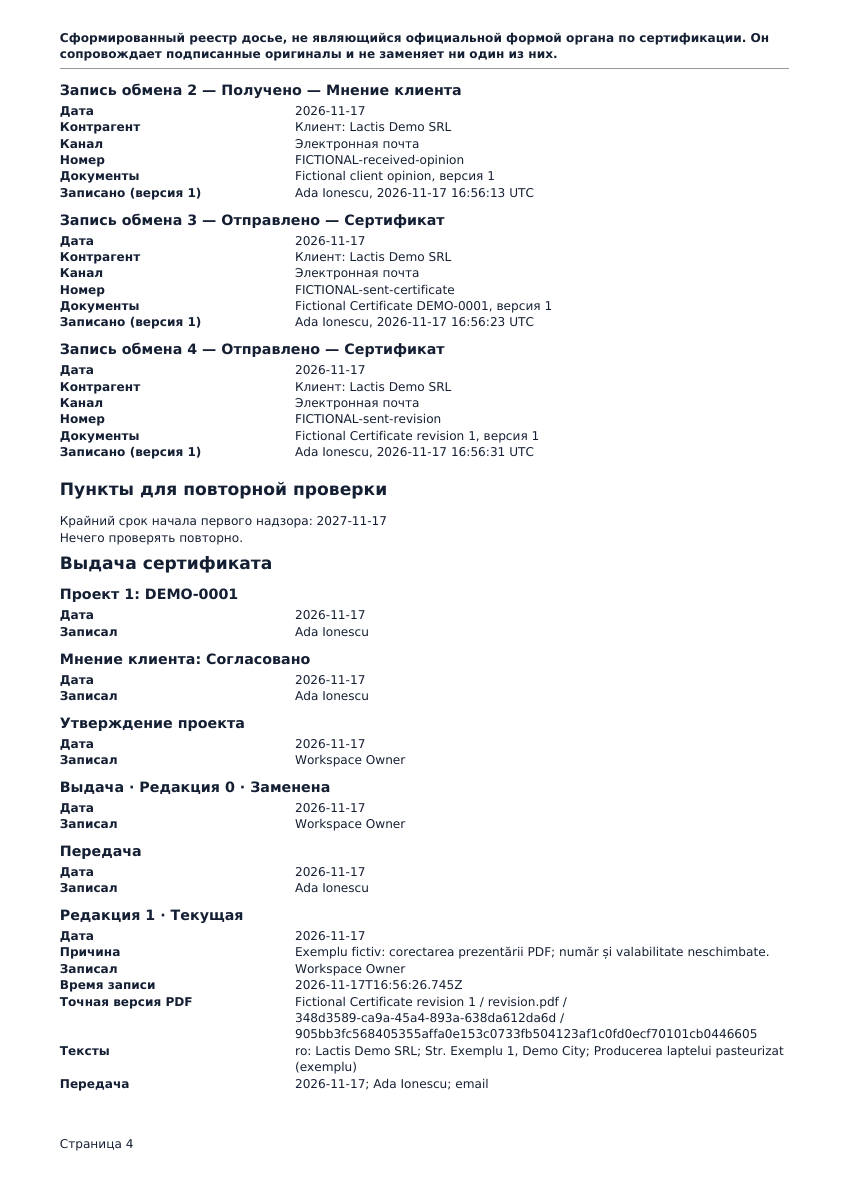 Сформированный реестр досье, не являющийся официальной формой органа по сертификации. Он
сопровождает подписанные оригиналы и не заменяет ни один из них.
Запись обмена 2 — Получено — Мнение клиента
Дата 2026-11-17
Контрагент Клиент: Lactis Demo SRL
Канал Электронная почта
Номер FICTIONAL-received-opinion
Документы Fictional client opinion, версия 1
Записано (версия 1) Ada Ionescu, 2026-11-17 16:56:13 UTC
Запись обмена 3 — Отправлено — Сертификат
Дата 2026-11-17
Контрагент Клиент: Lactis Demo SRL
Канал Электронная почта
Номер FICTIONAL-sent-certificate
Документы Fictional Certificate DEMO-0001, версия 1
Записано (версия 1) Ada Ionescu, 2026-11-17 16:56:23 UTC
Запись обмена 4 — Отправлено — Сертификат
Дата 2026-11-17
Контрагент Клиент: Lactis Demo SRL
Канал Электронная почта
Номер FICTIONAL-sent-revision
Документы Fictional Certificate revision 1, версия 1
Записано (версия 1) Ada Ionescu, 2026-11-17 16:56:31 UTC
Пункты для повторной проверки
Крайний срок начала первого надзора: 2027-11-17
Нечего проверять повторно.
Выдача сертификата
Проект 1: DEMO-0001
Дата 2026-11-17
Записал Ada Ionescu
Мнение клиента: Согласовано
Дата 2026-11-17
Записал Ada Ionescu
Утверждение проекта
Дата 2026-11-17
Записал Workspace Owner
Выдача · Редакция 0 · Заменена
Дата 2026-11-17
Записал Workspace Owner
Передача
Дата 2026-11-17
Записал Ada Ionescu
Редакция 1 · Текущая
Дата 2026-11-17
Причина Exemplu fictiv: corectarea prezentării PDF; număr și valabilitate neschimbate.
Записал Workspace Owner
Время записи 2026-11-17T16:56:26.745Z
Точная версия PDF Fictional Certificate revision 1 / revision.pdf /
348d3589-ca9a-45a4-893a-638da612da6d /
905bb3fc568405355affa0e153c0733fb504123af1c0fd0ecf70101cb0446605
Тексты ro: Lactis Demo SRL; Str. Exemplu 1, Demo City; Producerea laptelui pasteurizat
(exemplu)
Передача 2026-11-17; Ada Ionescu; email
Страница 4